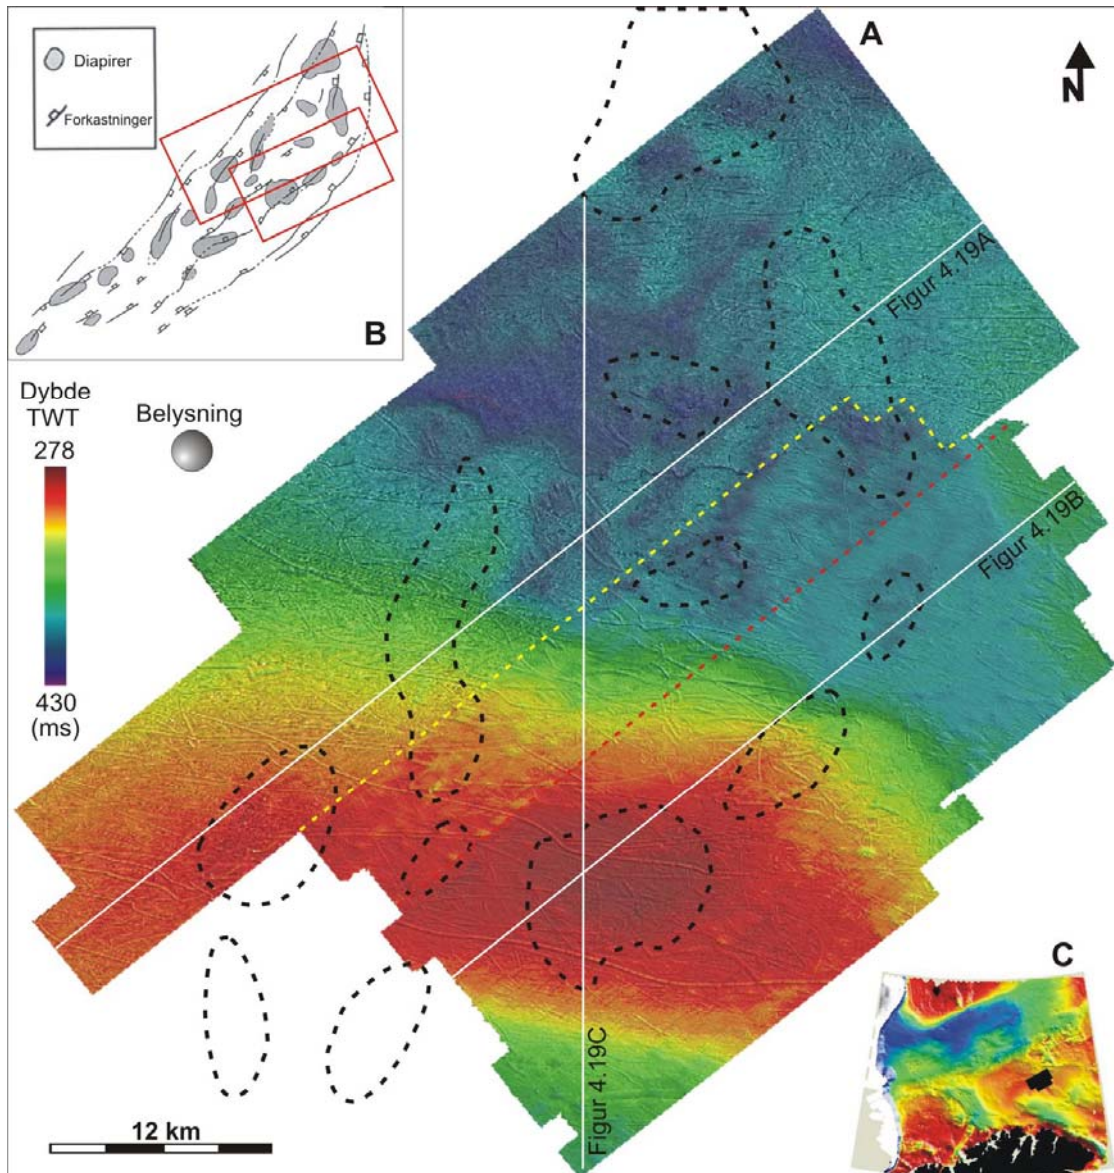 Diapirer
Forkastninger
B
A
N
Dybde
TWT
278
430
(ms)
Belysning
Figur 4.19A
Figur 4.19B
Figur 4.19C
C
12 km